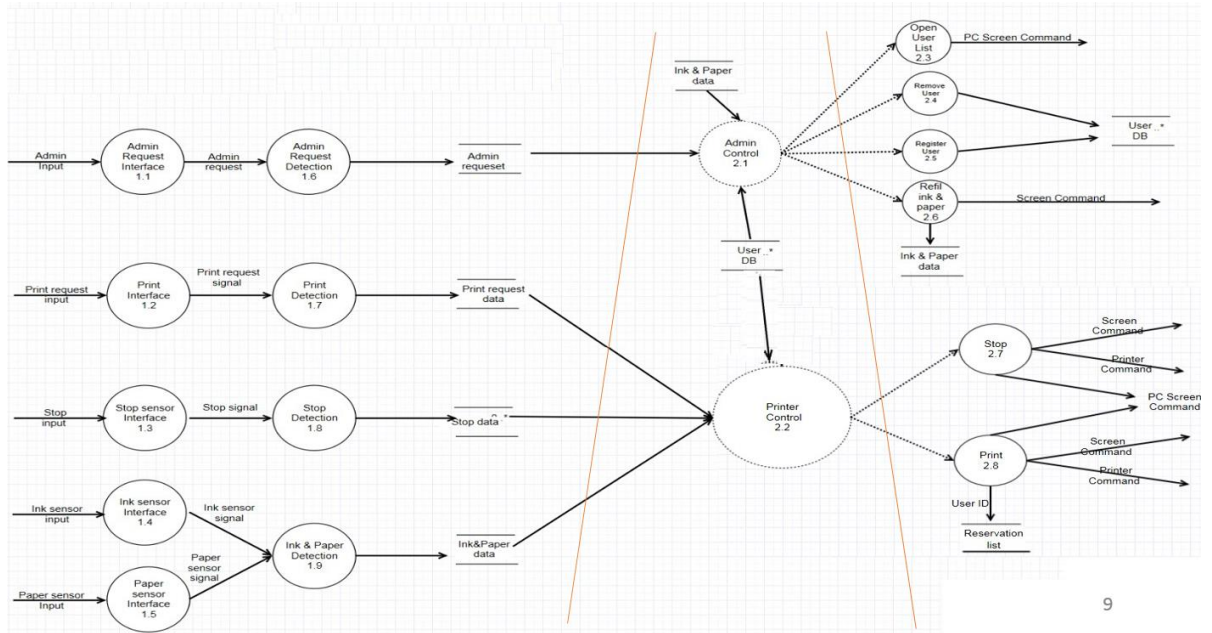 Open
User
List
2.3
PC Screen Command
Ink & Paper
data
Remove
User
2.4
User
DB
Admin
Input
Admin
Request
Interface
1.1
Admin
request
Admin
Request
Detection
1.6
Admin
requeset
Admin
Control
2.1
Register
User
2.5
Refil
ink &
paper
2.6
Screen Command
Ink & Paper
data
User
DB
Print request
input
Print
Interface
1.2
Print request
signal
Print
Detection
1.7
Print request
data
Stop
input
Stop sensor
Interface
1.3
Stop signal
Stop
Detection
1.8
Stop data
Printer
Control
2.2
Stop
2.7
Screen
Command
Printer
Command
PC Screen
Command
Print
2.8
Screen
Command
Printer
Command
User ID
Reservation
list
Ink sensor
input
Ink sensor
Interface
1.4
Ink sensor
signal
Paper
sensor
signal
Ink & Paper
Detection
1.9
Ink&Paper
data
Paper sensor
Input
Paper
sensor
Interface
1.5
9